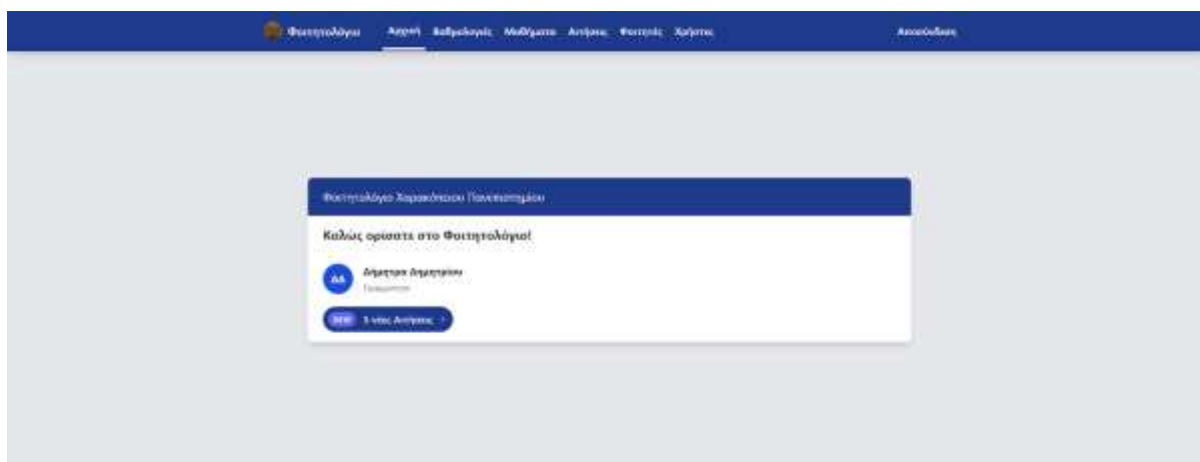 Φοιτητολόγιο Αρχική Βαθμολογίες Μαθήματα Αιτήσεις Φοιτητές Χρήστες Αποσύνδεση
Φοιτητολόγιο Χαροκόπειου Πανεπιστημίου
Καλώς ορίσατε στο Φοιτητολόγιο!
ΔΔ Δήμητρα Δημητρίου
Γραμματεία
NEW 5 νέες Αιτήσεις ›